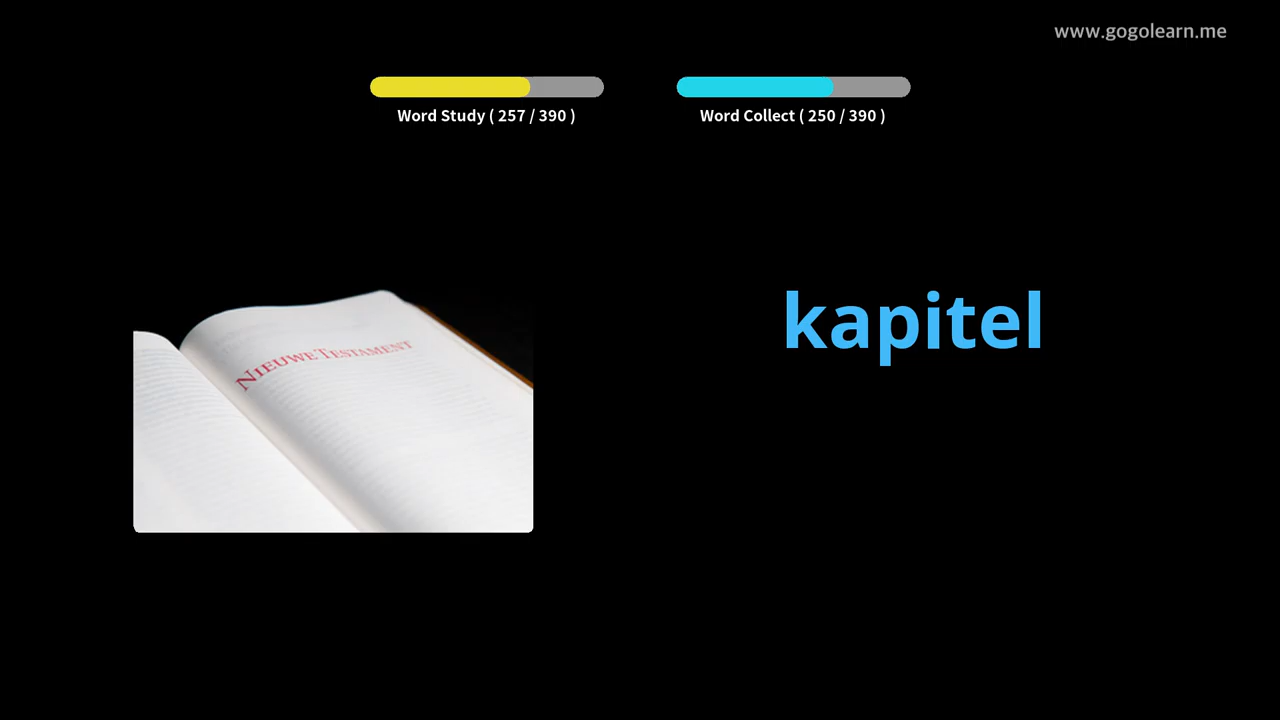 www.gogolearn.me
Word Study ( 257 / 390 )
Word Collect ( 250 / 390 )
NIEUWE TESTAMENT
kapitel